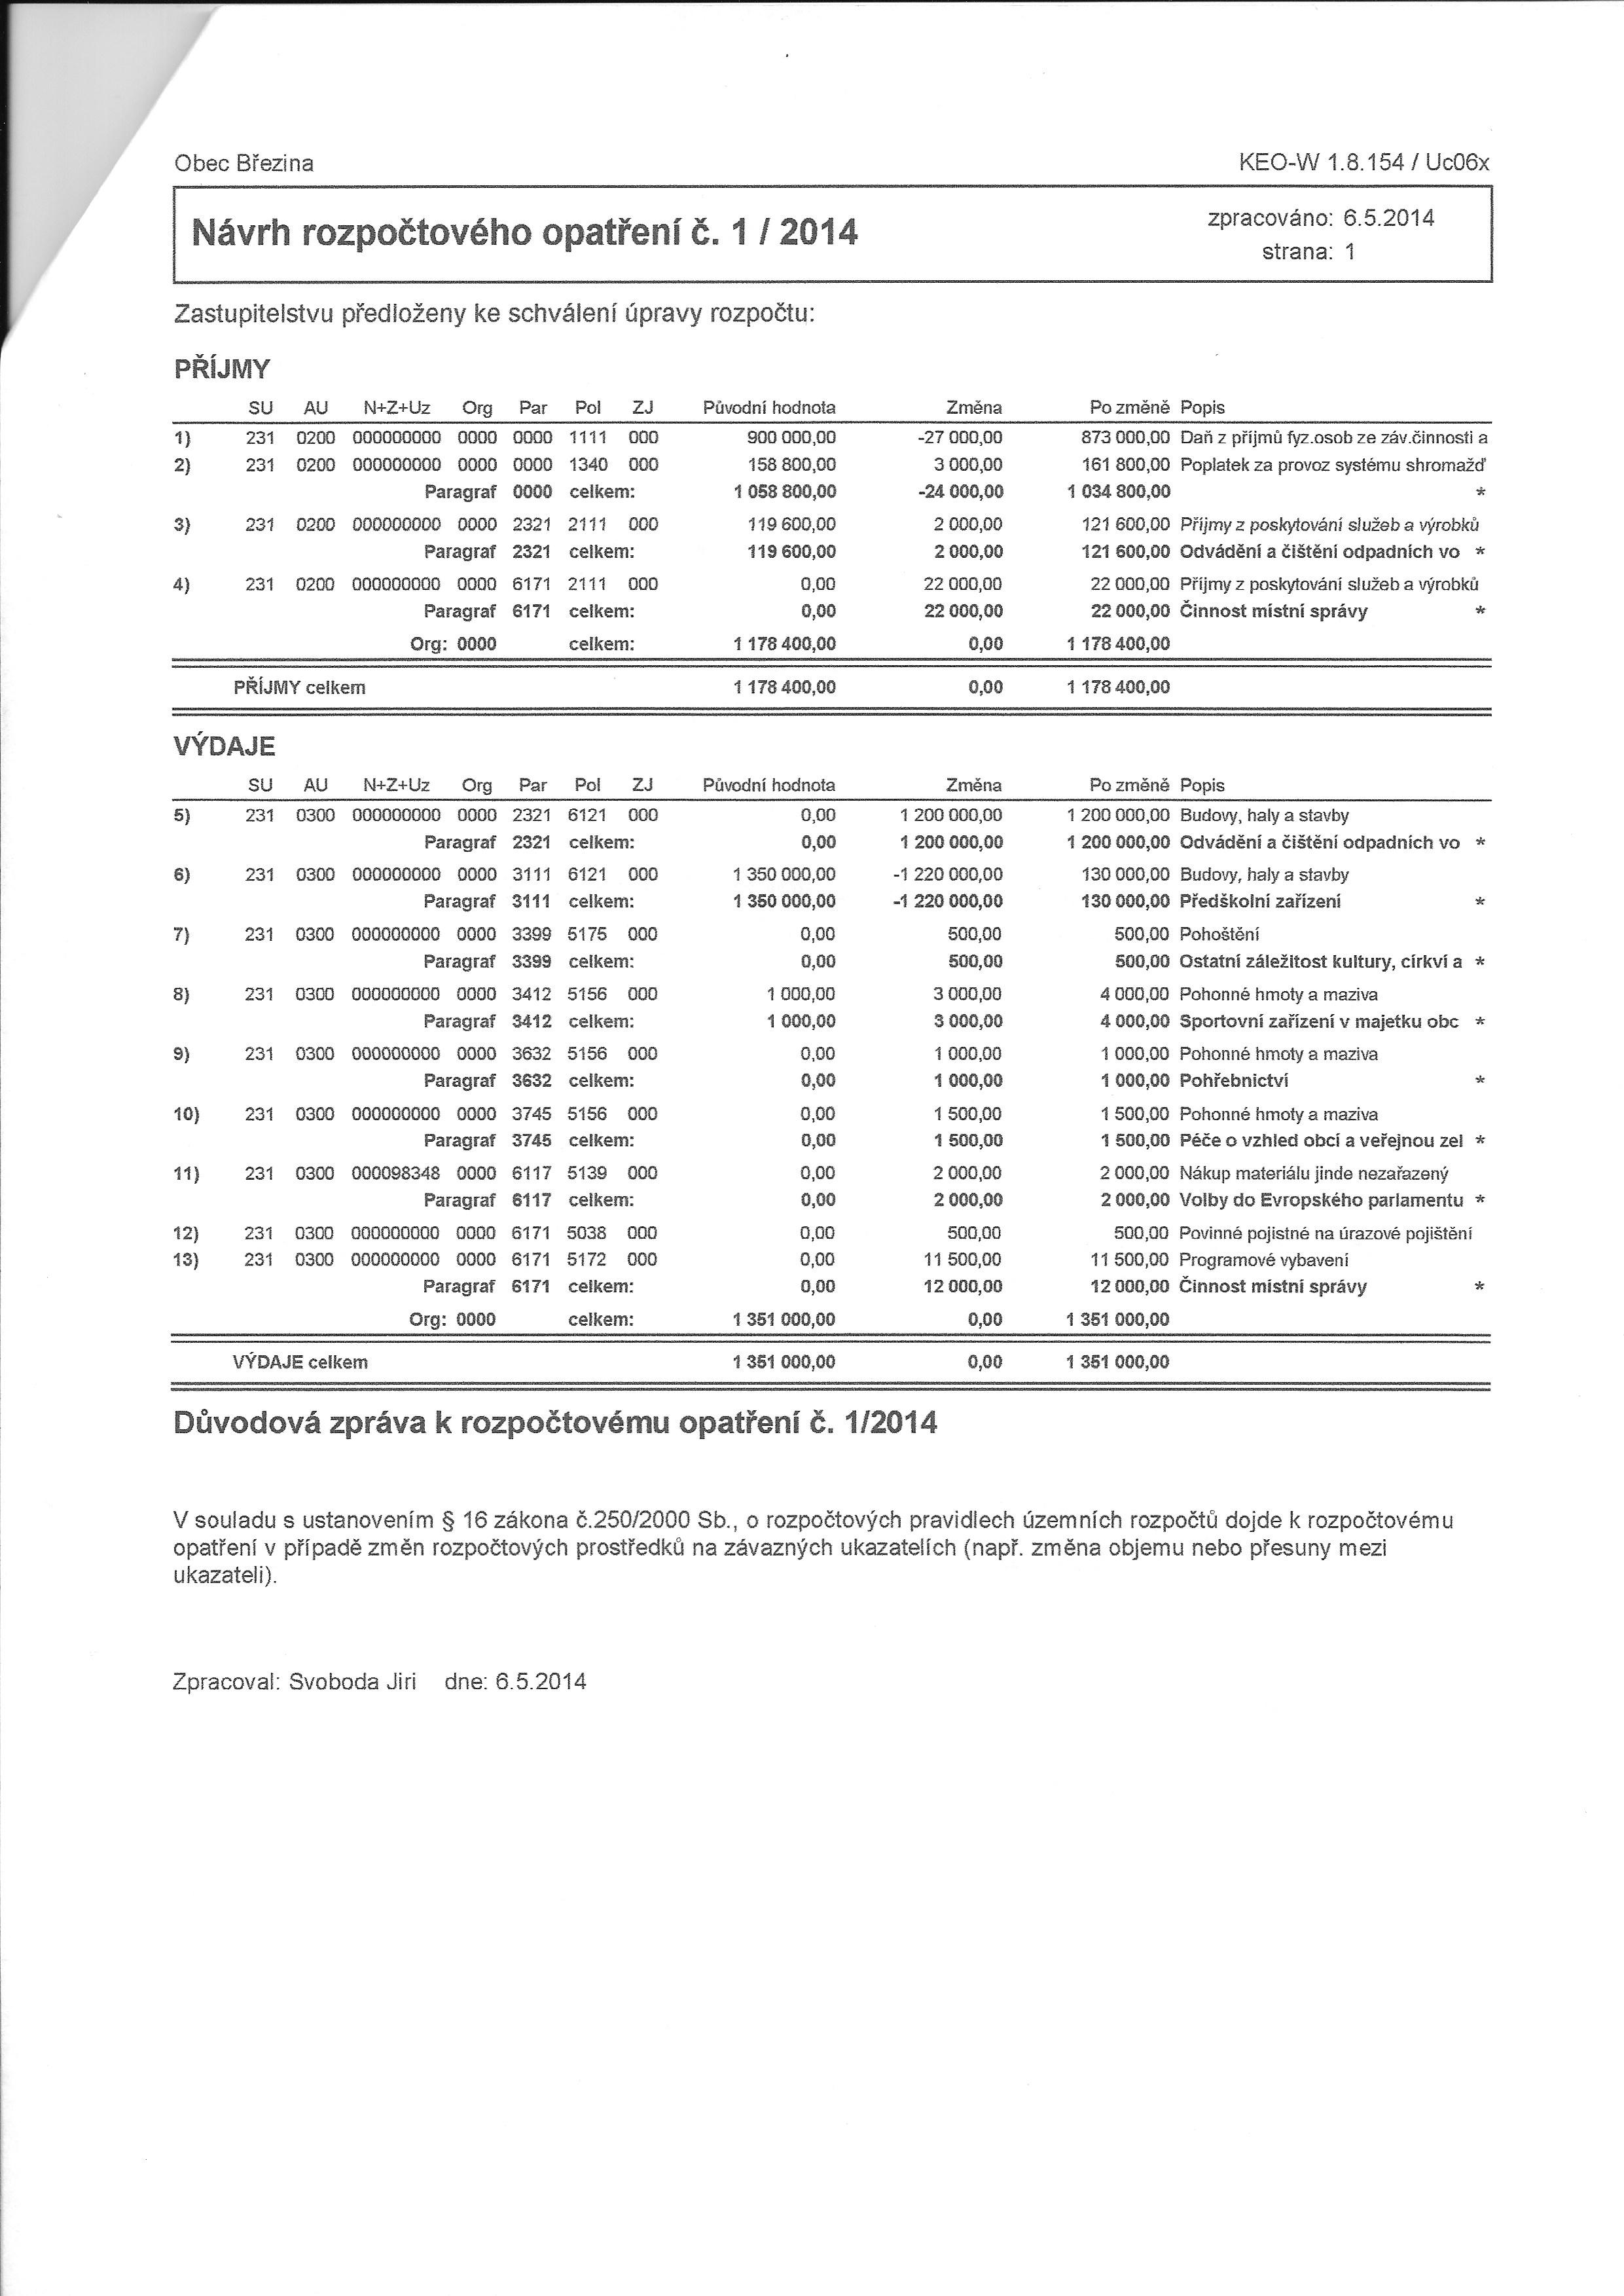 Obec Březina KEO-W 1.8.154 / Uc06x
Návrh rozpočtového opatření č. 1 / 2014 zpracováno: 6.5.2014
strana: 1
Zastupitelstvu předloženy ke schválení úpravy rozpočtu:
PŘÍJMY
SU AU N+Z+Uz Org Par Pol ZJ Původní hodnota Změna Po změně Popis
1) 231 0200 000000000 0000 0000 1111 000 900 000,00 -27 000,00 873 000,00 Daň z příjmů fyz.osob ze záv.činnosti a
2) 231 0200 000000000 0000 0000 1340 000 158 800,00 3 000,00 161 800,00 Poplatek za provoz systému shromažď
Paragraf 0000 celkem: 1 058 800,00 -24 000,00 1 034 800,00 *
3) 231 0200 000000000 0000 2321 2111 000 119 600,00 2 000,00 121 600,00 Příjmy z poskytování služeb a výrobků
Paragraf 2321 celkem: 119 600,00 2 000,00 121 600,00 Odvádění a čištění odpadních vo *
4) 231 0200 000000000 0000 6171 2111 000 0,00 22 000,00 22 000,00 Příjmy z poskytování služeb a výrobků
Paragraf 6171 celkem: 0,00 22 000,00 22 000,00 Činnost místní správy *
Org: 0000 celkem: 1 178 400,00 0,00 1 178 400,00
PŘÍJMY celkem 1 178 400,00 0,00 1 178 400,00
VÝDAJE
SU AU N+Z+Uz Org Par Pol ZJ Původní hodnota Změna Po změně Popis
5) 231 0300 000000000 0000 2321 6121 000 0,00 1 200 000,00 1 200 000,00 Budovy, haly a stavby
Paragraf 2321 celkem: 0,00 1 200 000,00 1 200 000,00 Odvádění a čištění odpadních vo *
6) 231 0300 000000000 0000 3111 6121 000 1 350 000,00 -1 220 000,00 130 000,00 Budovy, haly a stavby
Paragraf 3111 celkem: 1 350 000,00 -1 220 000,00 130 000,00 Předškolní zařízení *
7) 231 0300 000000000 0000 3399 5175 000 0,00 500,00 500,00 Pohoštění
Paragraf 3399 celkem: 0,00 500,00 500,00 Ostatní záležitost kultury, církví a *
8) 231 0300 000000000 0000 3412 5156 000 1 000,00 3 000,00 4 000,00 Pohonné hmoty a maziva
Paragraf 3412 celkem: 1 000,00 3 000,00 4 000,00 Sportovní zařízení v majetku obc *
9) 231 0300 000000000 0000 3632 5156 000 0,00 1 000,00 1 000,00 Pohonné hmoty a maziva
Paragraf 3632 celkem: 0,00 1 000,00 1 000,00 Pohřebnictví *
10) 231 0300 000000000 0000 3745 5156 000 0,00 1 500,00 1 500,00 Pohonné hmoty a maziva
Paragraf 3745 celkem: 0,00 1 500,00 1 500,00 Péče o vzhled obcí a veřejnou zel *
11) 231 0300 000098348 0000 6117 5139 000 0,00 2 000,00 2 000,00 Nákup materiálu jinde nezařazený
Paragraf 6117 celkem: 0,00 2 000,00 2 000,00 Volby do Evropského parlamentu *
12) 231 0300 000000000 0000 6171 5038 000 0,00 500,00 500,00 Povinné pojistné na úrazové pojištění
13) 231 0300 000000000 0000 6171 5172 000 0,00 11 500,00 11 500,00 Programové vybavení
Paragraf 6171 celkem: 0,00 12 000,00 12 000,00 Činnost místní správy *
Org: 0000 celkem: 1 351 000,00 0,00 1 351 000,00
VÝDAJE celkem 1 351 000,00 0,00 1 351 000,00
Důvodová zpráva k rozpočtovému opatření č. 1/2014
V souladu s ustanovením § 16 zákona č.250/2000 Sb., o rozpočtových pravidlech územních rozpočtů dojde k rozpočtovému
opatření v případě změn rozpočtových prostředků na závazných ukazatelích (např. změna objemu nebo přesuny mezi
ukazateli).
Zpracoval: Svoboda Jiri dne: 6.5.2014